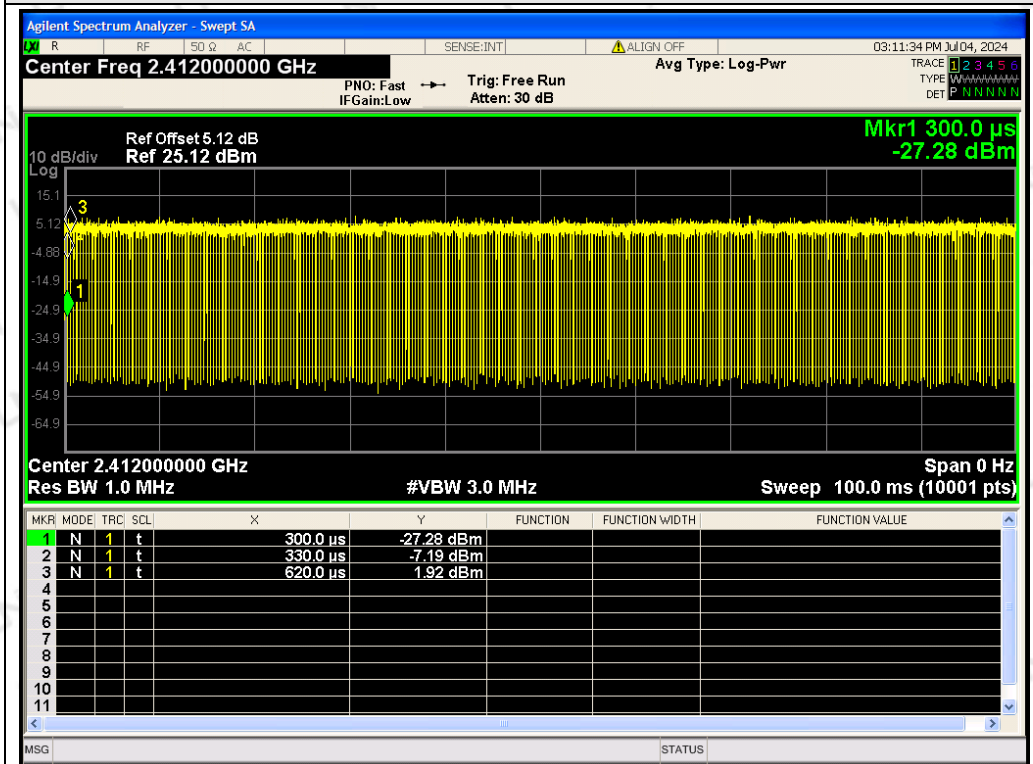 Agilent Spectrum Analyzer - Swept SA
LXI R RF 50 Ω AC SENSE:INT ALIGN OFF 03:11:34 PM Jul 04, 2024
Center Freq 2.412000000 GHz
PNO: Fast
IFGain:Low
Trig: Free Run
Atten: 30 dB
Avg Type: Log-Pwr
TRACE 1 2 3 4 5 6
TYPE WWWWWW
DET P N N N N N
Mkr1 300.0 µs
-27.28 dBm
Ref Offset 5.12 dB
10 dB/div Ref 25.12 dBm
Log
15.1
5.12
-4.88
-14.9
-24.9
-34.9
-44.9
-54.9
-64.9
3
1
Center 2.412000000 GHz Span 0 Hz
Res BW 1.0 MHz #VBW 3.0 MHz Sweep 100.0 ms (10001 pts)
MKR MODE TRC SCL X Y FUNCTION FUNCTION WIDTH FUNCTION VALUE
1 N 1 t 300.0 µs -27.28 dBm
2 N 1 t 330.0 µs -7.19 dBm
3 N 1 t 620.0 µs 1.92 dBm
4
5
6
7
8
9
10
11
MSG STATUS